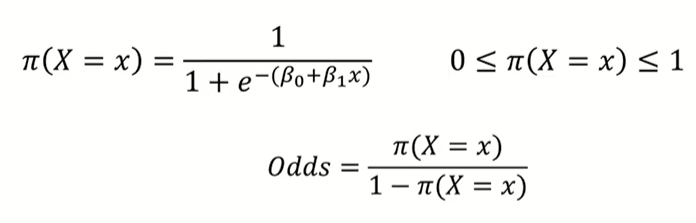 π(X = x) = 1 / (1 + e^−(β₀+β₁x))    0 ≤ π(X = x) ≤ 1
Odds = π(X = x) / (1 − π(X = x))